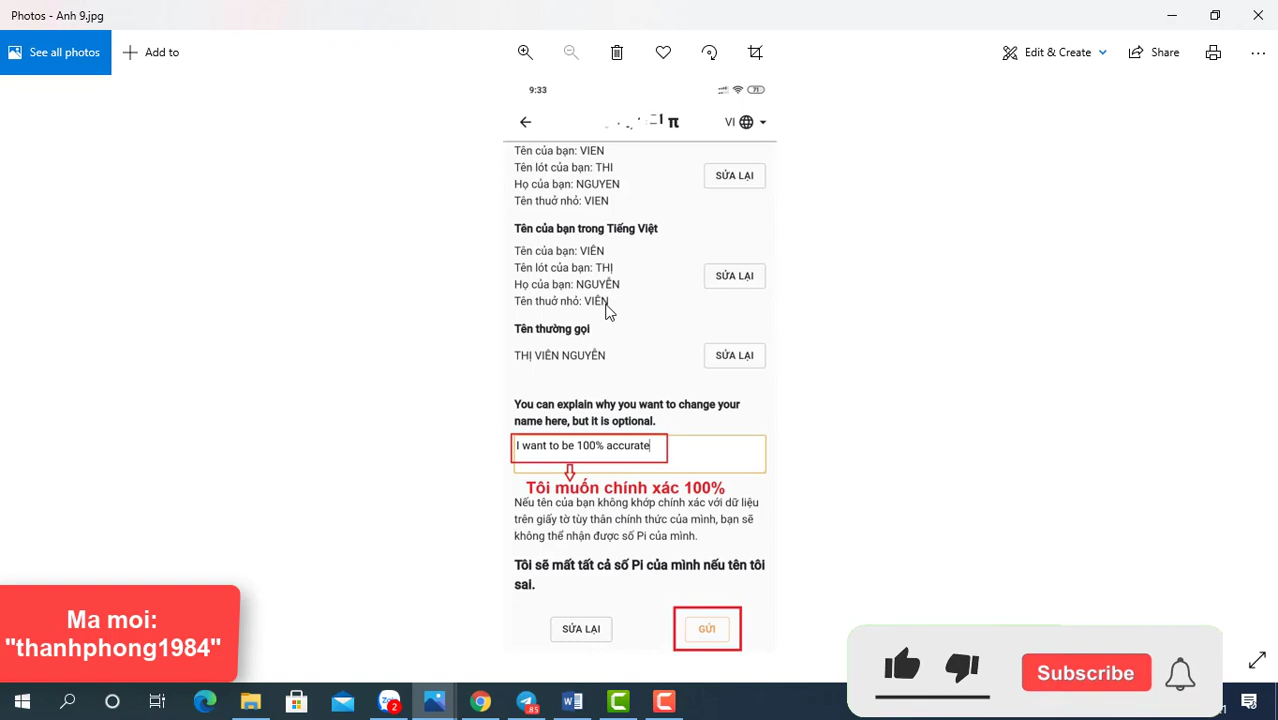 Photos - Anh 9.jpg
See all photos
Add to
Edit & Create
Share
9:33
71
π
VI
Tên của bạn: VIEN
Tên lót của bạn: THI
Họ của bạn: NGUYEN
Tên thuở nhỏ: VIEN
SỬA LẠI
Tên của bạn trong Tiếng Việt
Tên của bạn: VIÊN
Tên lót của bạn: THỊ
Họ của bạn: NGUYỄN
Tên thuở nhỏ: VIÊN
SỬA LẠI
Tên thường gọi
THỊ VIÊN NGUYỄN
SỬA LẠI
You can explain why you want to change your
name here, but it is optional.
I want to be 100% accurate
Tôi muốn chính xác 100%
Nếu tên của bạn không khớp chính xác với dữ liệu
trên giấy tờ tùy thân chính thức của mình, bạn sẽ
không thể nhận được số Pi của mình.
Tôi sẽ mất tất cả số Pi của mình nếu tên tôi
sai.
SỬA LẠI
GỬI
Ma moi:
"thanhphong1984"
Subscribe
Zalo
2
85